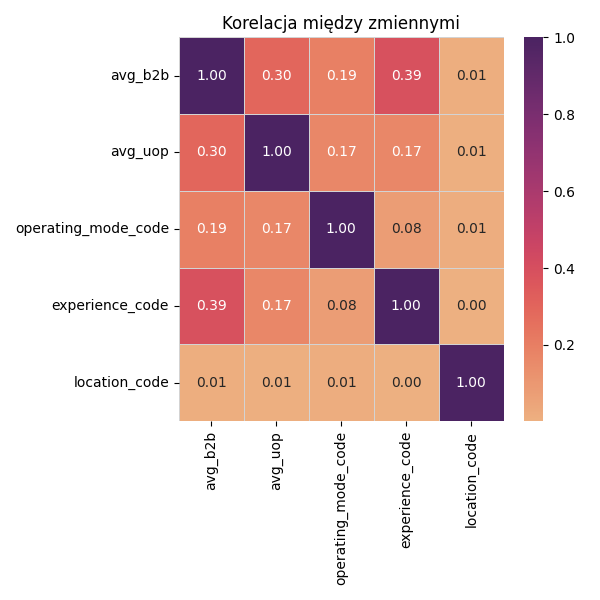 Korelacja między zmiennymi
avg_b2b 1.00 0.30 0.19 0.39 0.01
avg_uop 0.30 1.00 0.17 0.17 0.01
operating_mode_code 0.19 0.17 1.00 0.08 0.01
experience_code 0.39 0.17 0.08 1.00 0.00
location_code 0.01 0.01 0.01 0.00 1.00
avg_b2b
avg_uop
operating_mode_code
experience_code
location_code
1.0
0.8
0.6
0.4
0.2